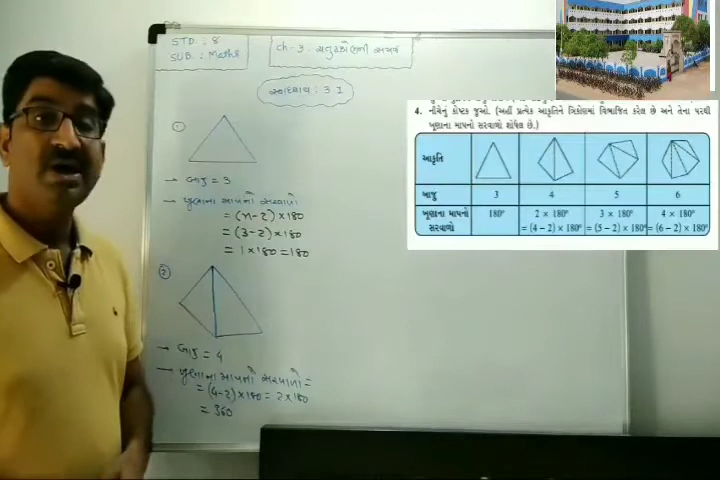 STD. : 8
SUB. : Maths
ch - 3. ચતુષ્કોણની સમજ
સ્વાધ્યાય : 3.1
①
→ બાજુ = 3
→ ખૂણાના માપનો સરવાળો
= (n-2) × 180
= (3-2) × 180
= 1 × 180 = 180
②
→ બાજુ = 4
→ ખૂણાના માપનો સરવાળો =
= (4-2) × 180 = 2 × 180
= 360
4. નીચેનું કોષ્ટક જુઓ. (અહીં પ્રત્યેક આકૃતિને ત્રિકોણમાં વિભાજિત કરેલ છે અને તેના પરથી
ખૂણાના માપનો સરવાળો શોધેલ છે.)
આકૃતિ
બાજુ 3 4 5 6
ખૂણાના માપનો સરવાળો 180° 2 × 180° 3 × 180° 4 × 180°
= (4 – 2) × 180° = (5 – 2) × 180° = (6 – 2) × 180°